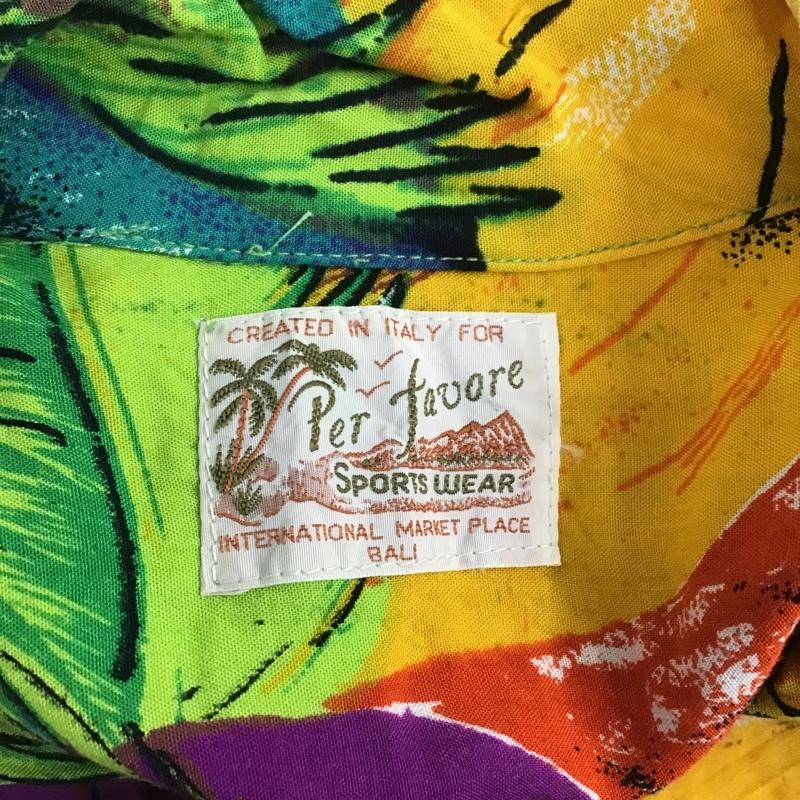 CREATED IN ITALY FOR
Per favore
SPORTS WEAR
INTERNATIONAL MARKET PLACE
BALI